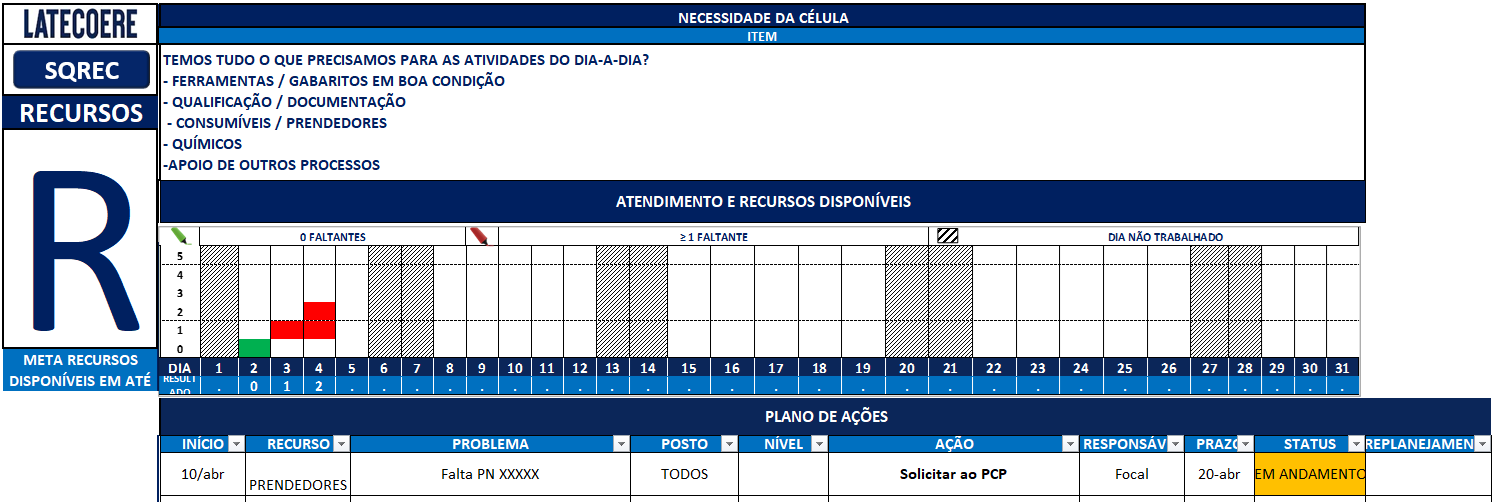 LATECOERE
NECESSIDADE DA CÉLULA
ITEM
SQREC
RECURSOS
R
META RECURSOS
DISPONÍVEIS EM ATÉ
TEMOS TUDO O QUE PRECISAMOS PARA AS ATIVIDADES DO DIA-A-DIA?
- FERRAMENTAS / GABARITOS EM BOA CONDIÇÃO
- QUALIFICAÇÃO / DOCUMENTAÇÃO
- CONSUMÍVEIS / PRENDEDORES
- QUÍMICOS
-APOIO DE OUTROS PROCESSOS
ATENDIMENTO E RECURSOS DISPONÍVEIS
0 FALTANTES ≥ 1 FALTANTE DIA NÃO TRABALHADO
5
4
3
2
1
0
DIA 1 2 3 4 5 6 7 8 9 10 11 12 13 14 15 16 17 18 19 20 21 22 23 24 25 26 27 28 29 30 31
RESULT
ADO . 0 1 2 . . . . . . . . . . . . . . . . . . . . . . . . . . .
PLANO DE AÇÕES
INÍCIO RECURSO PROBLEMA POSTO NÍVEL AÇÃO RESPONSÁV PRAZO STATUS REPLANEJAMEN
10/abr PRENDEDORES Falta PN XXXXX TODOS Solicitar ao PCP Focal 20-abr EM ANDAMENTO